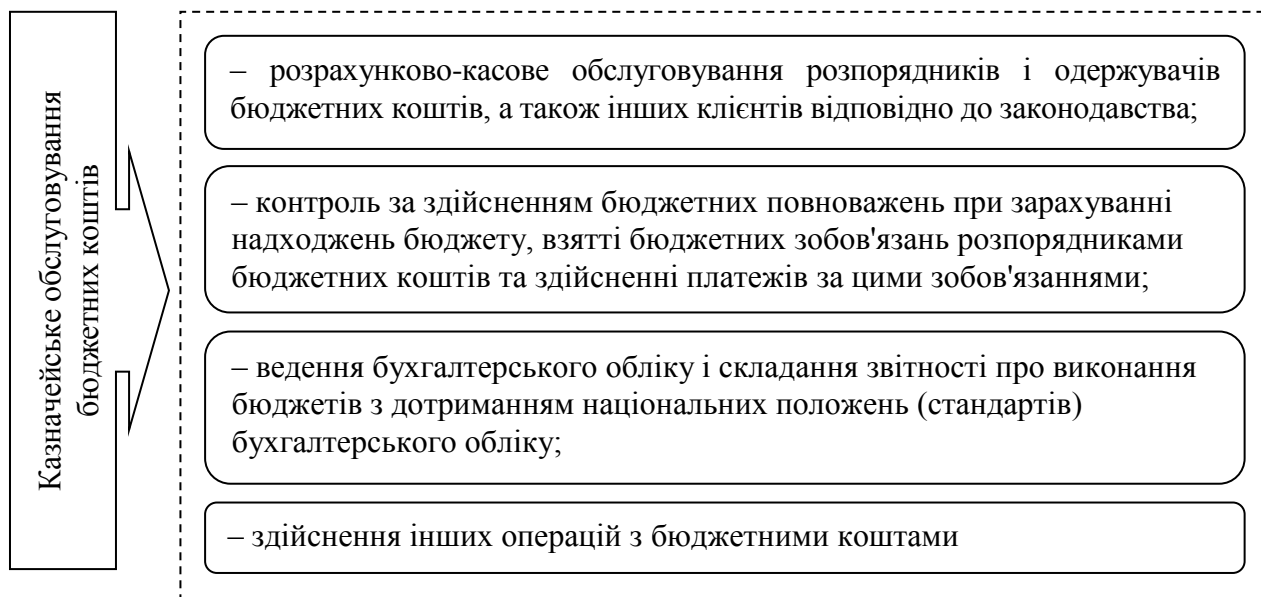 Казначейське обслуговування
бюджетних коштів
– розрахунково-касове обслуговування розпорядників і одержувачів
бюджетних коштів, а також інших клієнтів відповідно до законодавства;
– контроль за здійсненням бюджетних повноважень при зарахуванні
надходжень бюджету, взятті бюджетних зобов'язань розпорядниками
бюджетних коштів та здійсненні платежів за цими зобов'язаннями;
– ведення бухгалтерського обліку і складання звітності про виконання
бюджетів з дотриманням національних положень (стандартів)
бухгалтерського обліку;
– здійснення інших операцій з бюджетними коштами